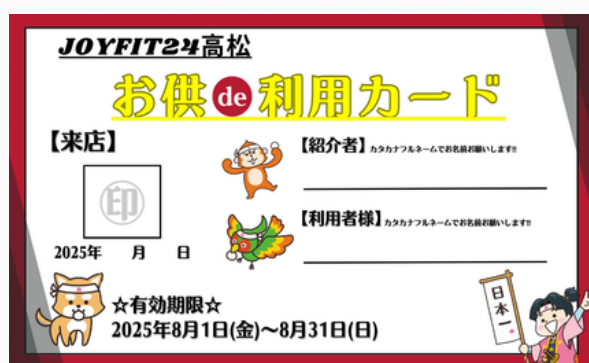 JOYFIT24高松
お供de利用カード
【来店】
印
2025年 月 日
【紹介者】カタカナフルネームでお名前お願いします!!
【利用者様】カタカナフルネームでお名前お願いします!!
☆有効期限☆
2025年8月1日(金)~8月31日(日)
日本一